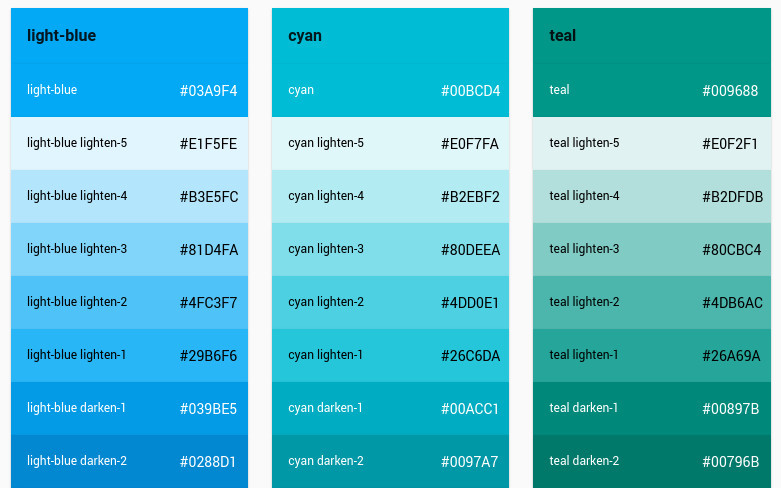 light-blue
light-blue #03A9F4
light-blue lighten-5 #E1F5FE
light-blue lighten-4 #B3E5FC
light-blue lighten-3 #81D4FA
light-blue lighten-2 #4FC3F7
light-blue lighten-1 #29B6F6
light-blue darken-1 #039BE5
light-blue darken-2 #0288D1
cyan
cyan #00BCD4
cyan lighten-5 #E0F7FA
cyan lighten-4 #B2EBF2
cyan lighten-3 #80DEEA
cyan lighten-2 #4DD0E1
cyan lighten-1 #26C6DA
cyan darken-1 #00ACC1
cyan darken-2 #0097A7
teal
teal #009688
teal lighten-5 #E0F2F1
teal lighten-4 #B2DFDB
teal lighten-3 #80CBC4
teal lighten-2 #4DB6AC
teal lighten-1 #26A69A
teal darken-1 #00897B
teal darken-2 #00796B